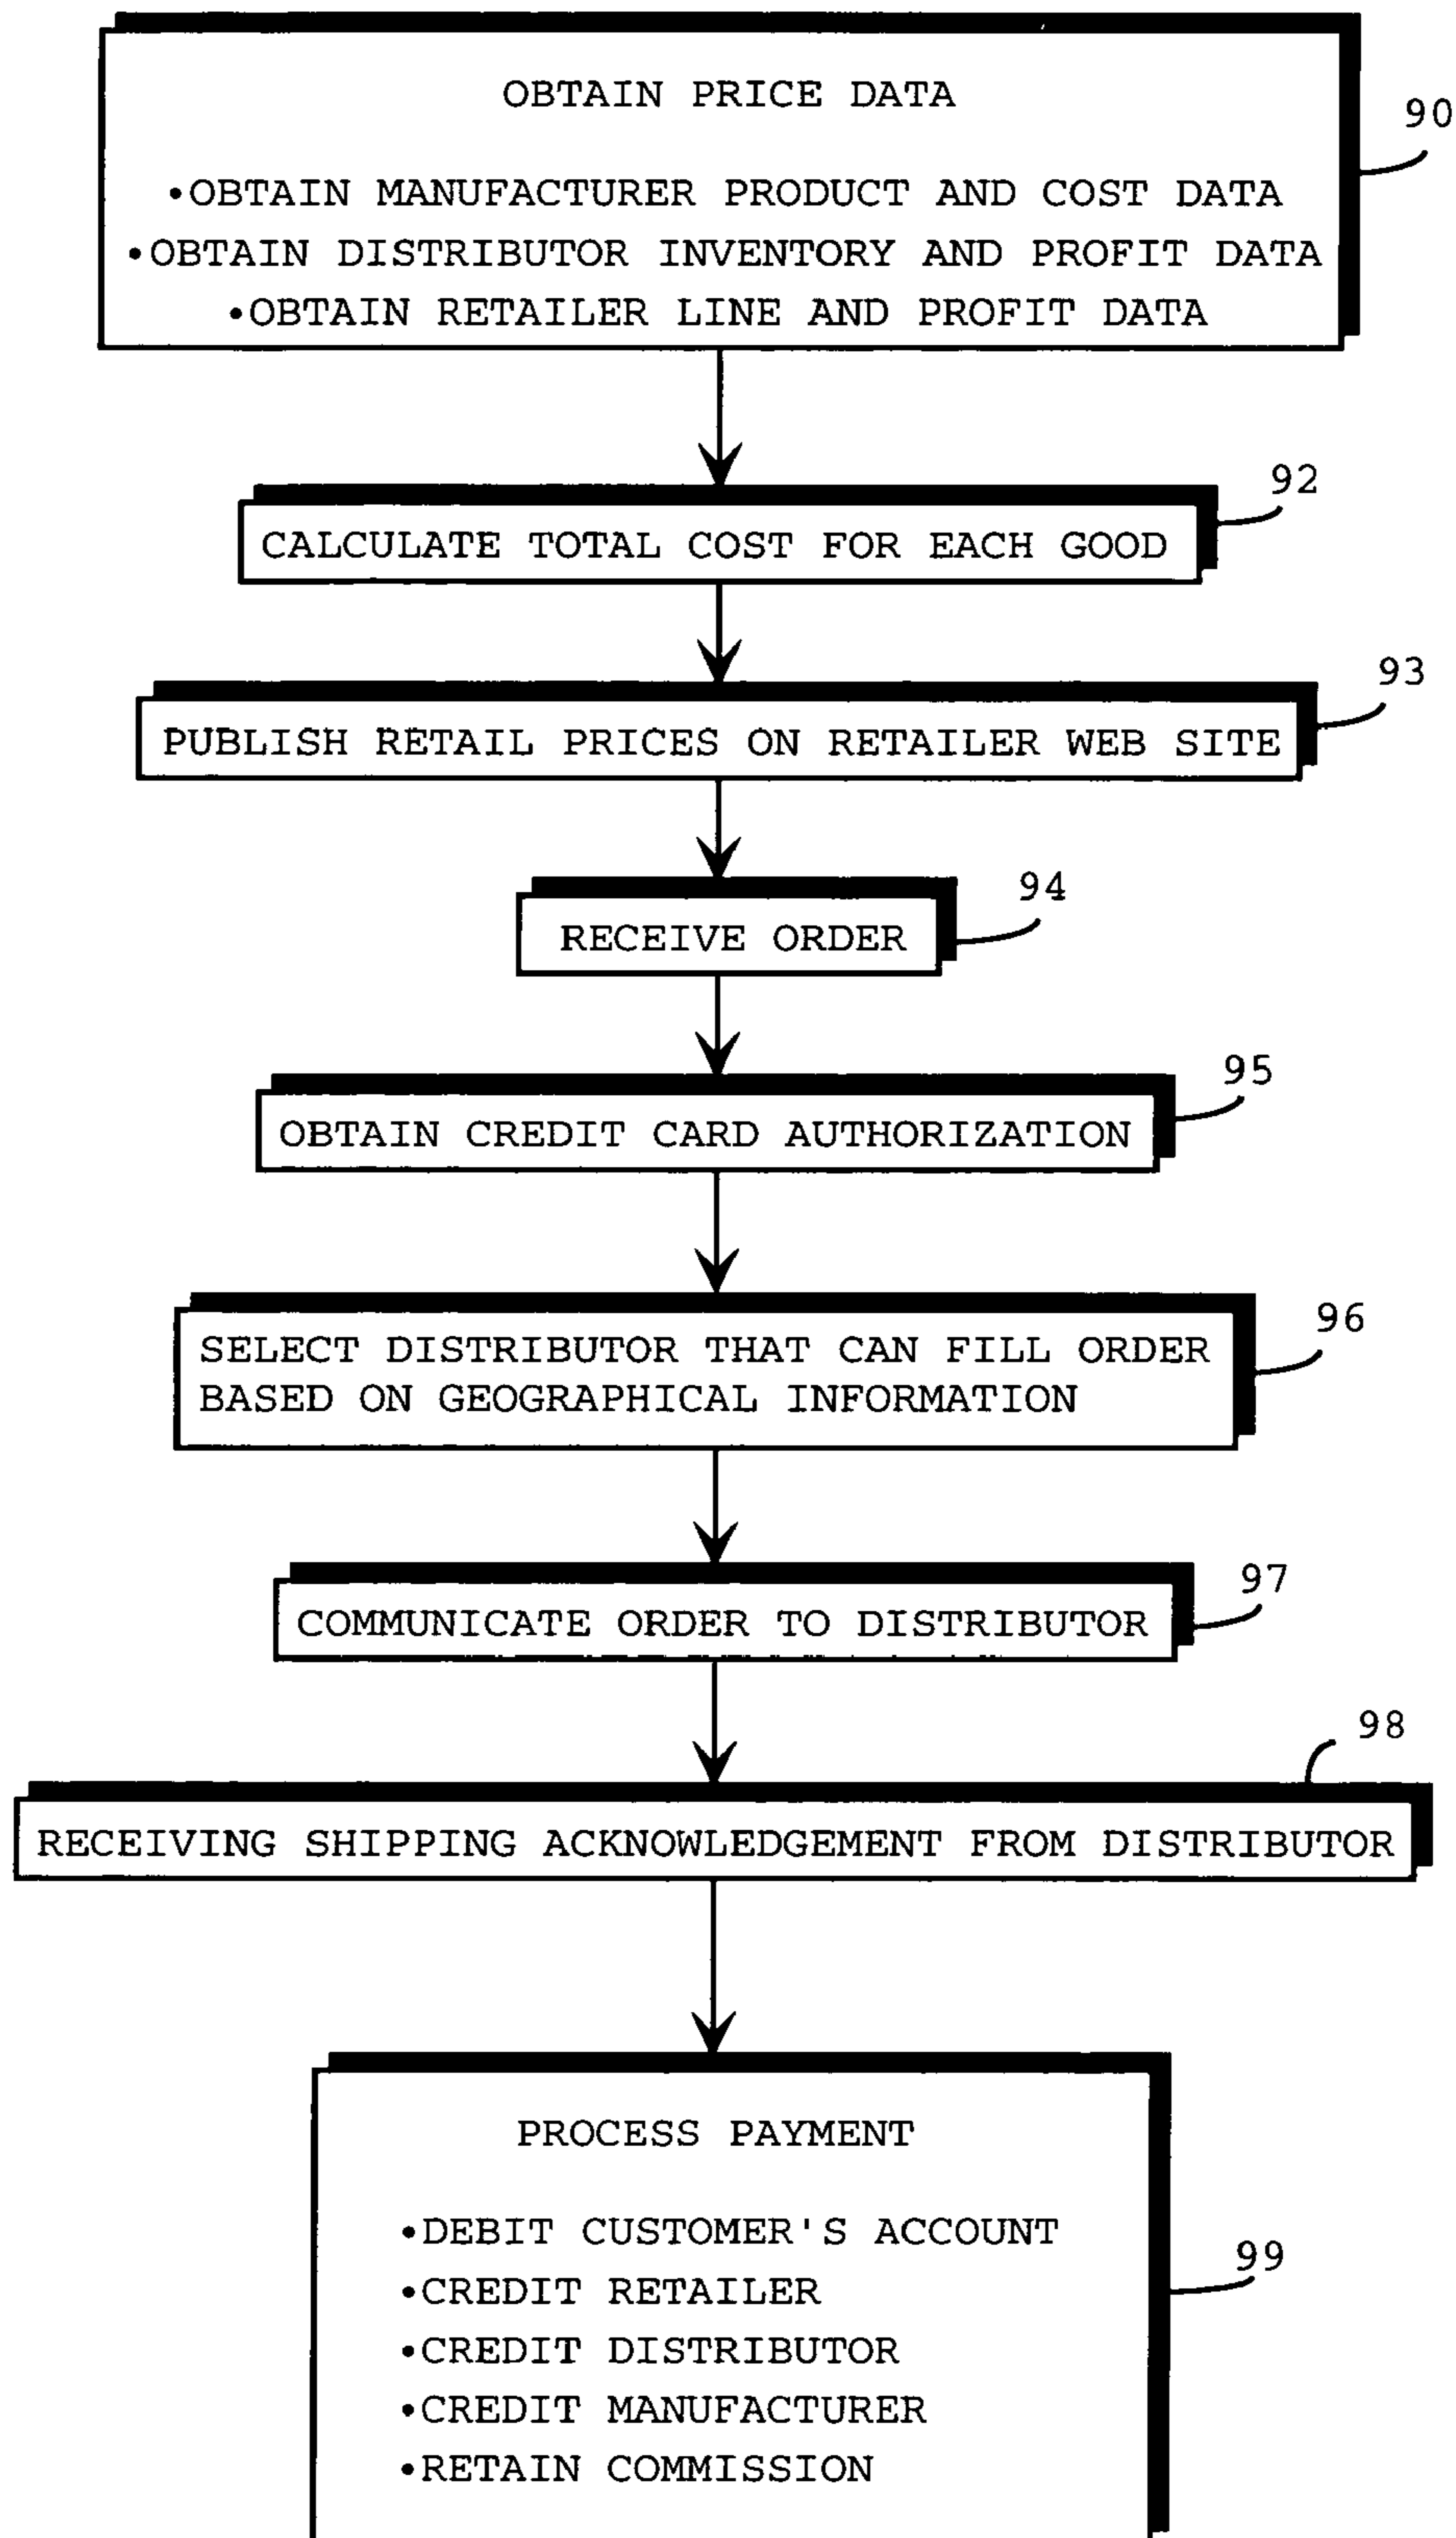 OBTAIN PRICE DATA
90
•OBTAIN MANUFACTURER PRODUCT AND COST DATA
•OBTAIN DISTRIBUTOR INVENTORY AND PROFIT DATA
•OBTAIN RETAILER LINE AND PROFIT DATA
92
CALCULATE TOTAL COST FOR EACH GOOD
93
PUBLISH RETAIL PRICES ON RETAILER WEB SITE
94
RECEIVE ORDER
95
OBTAIN CREDIT CARD AUTHORIZATION
96
SELECT DISTRIBUTOR THAT CAN FILL ORDER
BASED ON GEOGRAPHICAL INFORMATION
97
COMMUNICATE ORDER TO DISTRIBUTOR
98
RECEIVING SHIPPING ACKNOWLEDGEMENT FROM DISTRIBUTOR
PROCESS PAYMENT
•DEBIT CUSTOMER'S ACCOUNT
99
•CREDIT RETAILER
•CREDIT DISTRIBUTOR
•CREDIT MANUFACTURER
•RETAIN COMMISSION